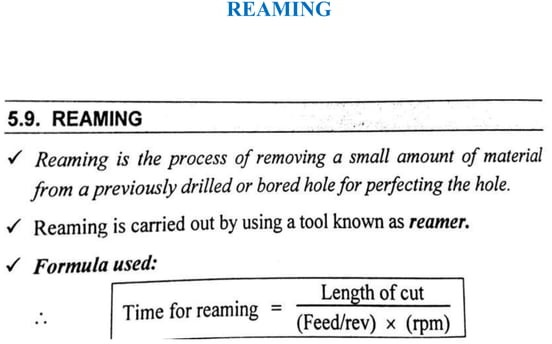 REAMING
5.9. REAMING
✓ Reaming is the process of removing a small amount of material
from a previously drilled or bored hole for perfecting the hole.
✓ Reaming is carried out by using a tool known as reamer.
✓ Formula used:
∴ Time for reaming = Length of cut / (Feed/rev) × (rpm)